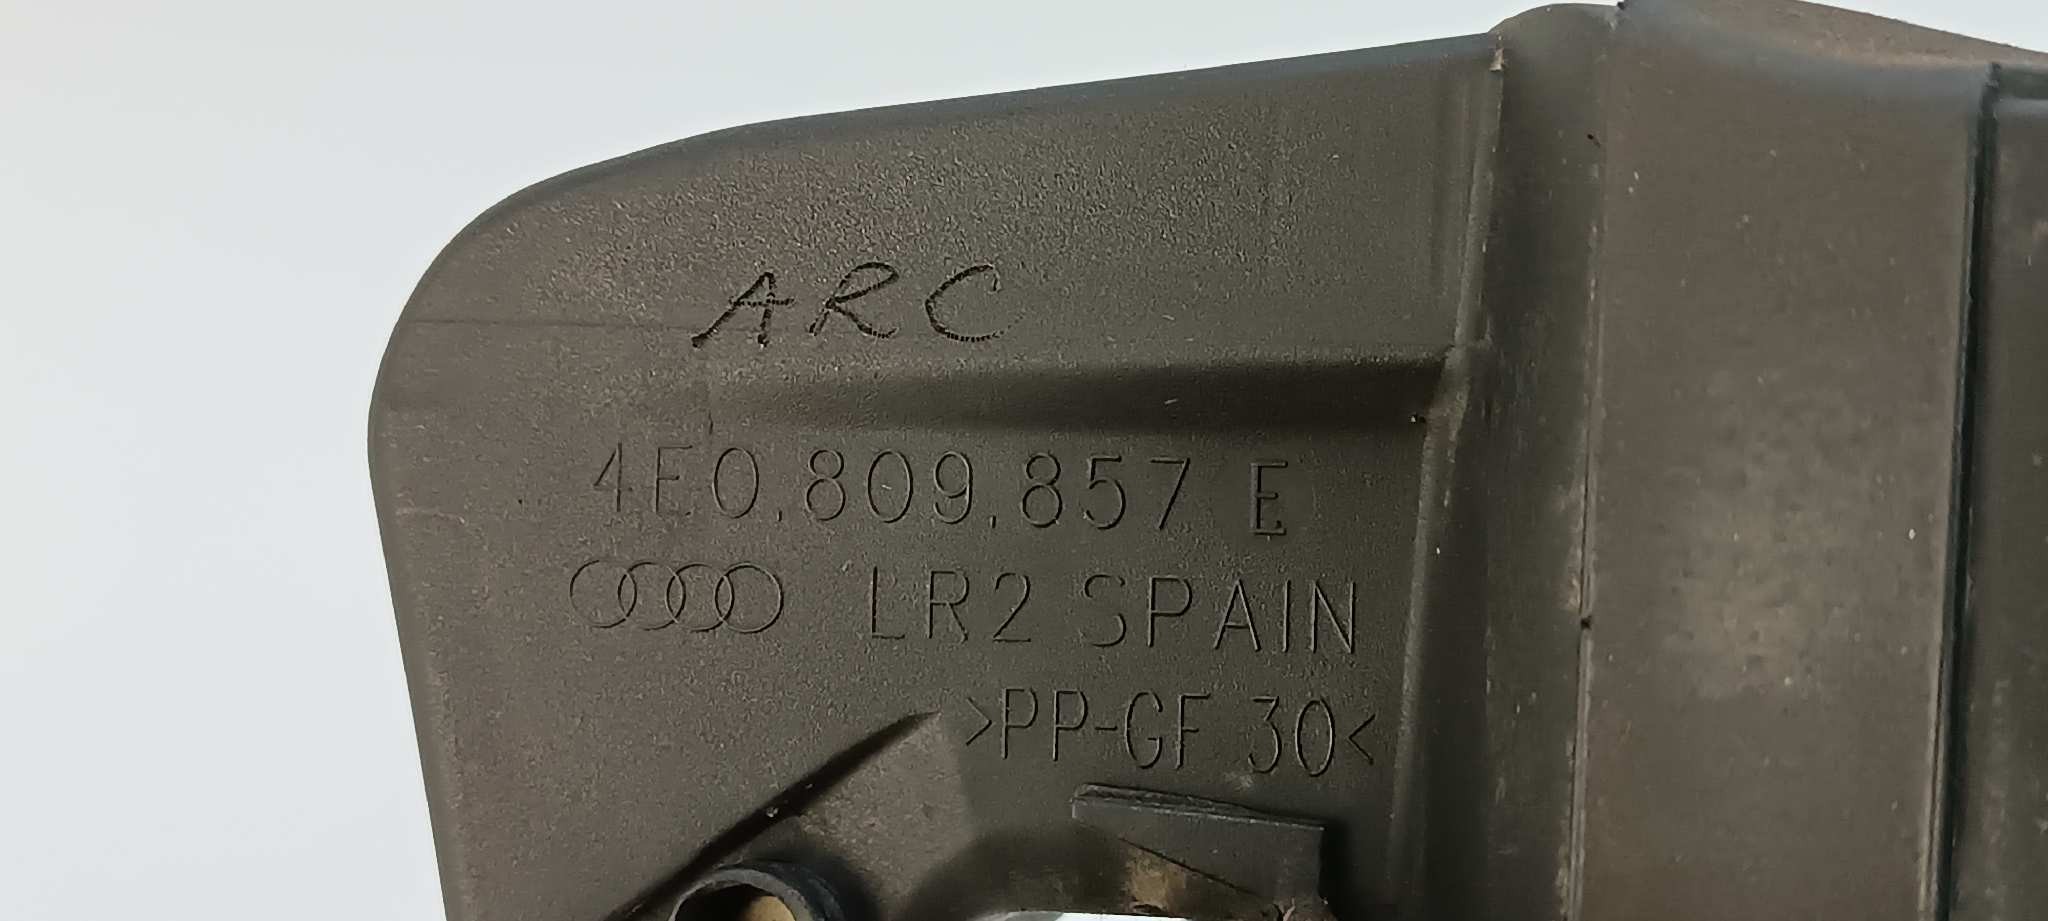 ARC
4E0.809.857 E
LR2 SPAIN
>PP-GF 30<